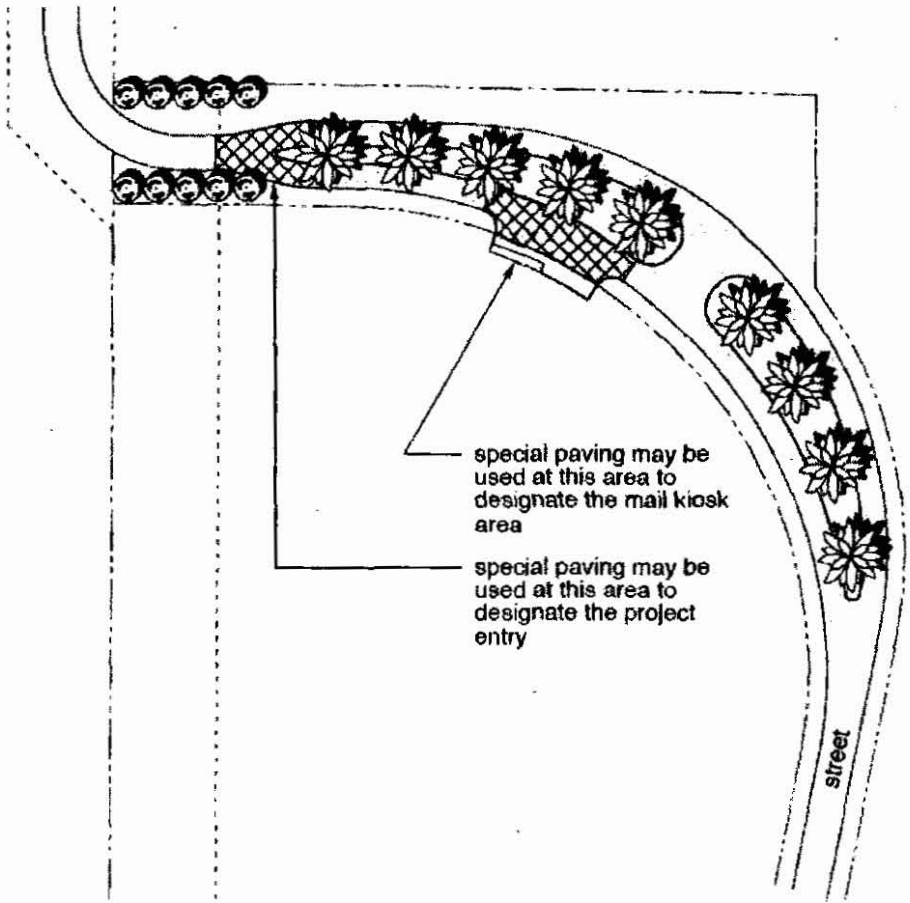 special paving may be
used at this area to
designate the mail kiosk
area
special paving may be
used at this area to
designate the project
entry
street